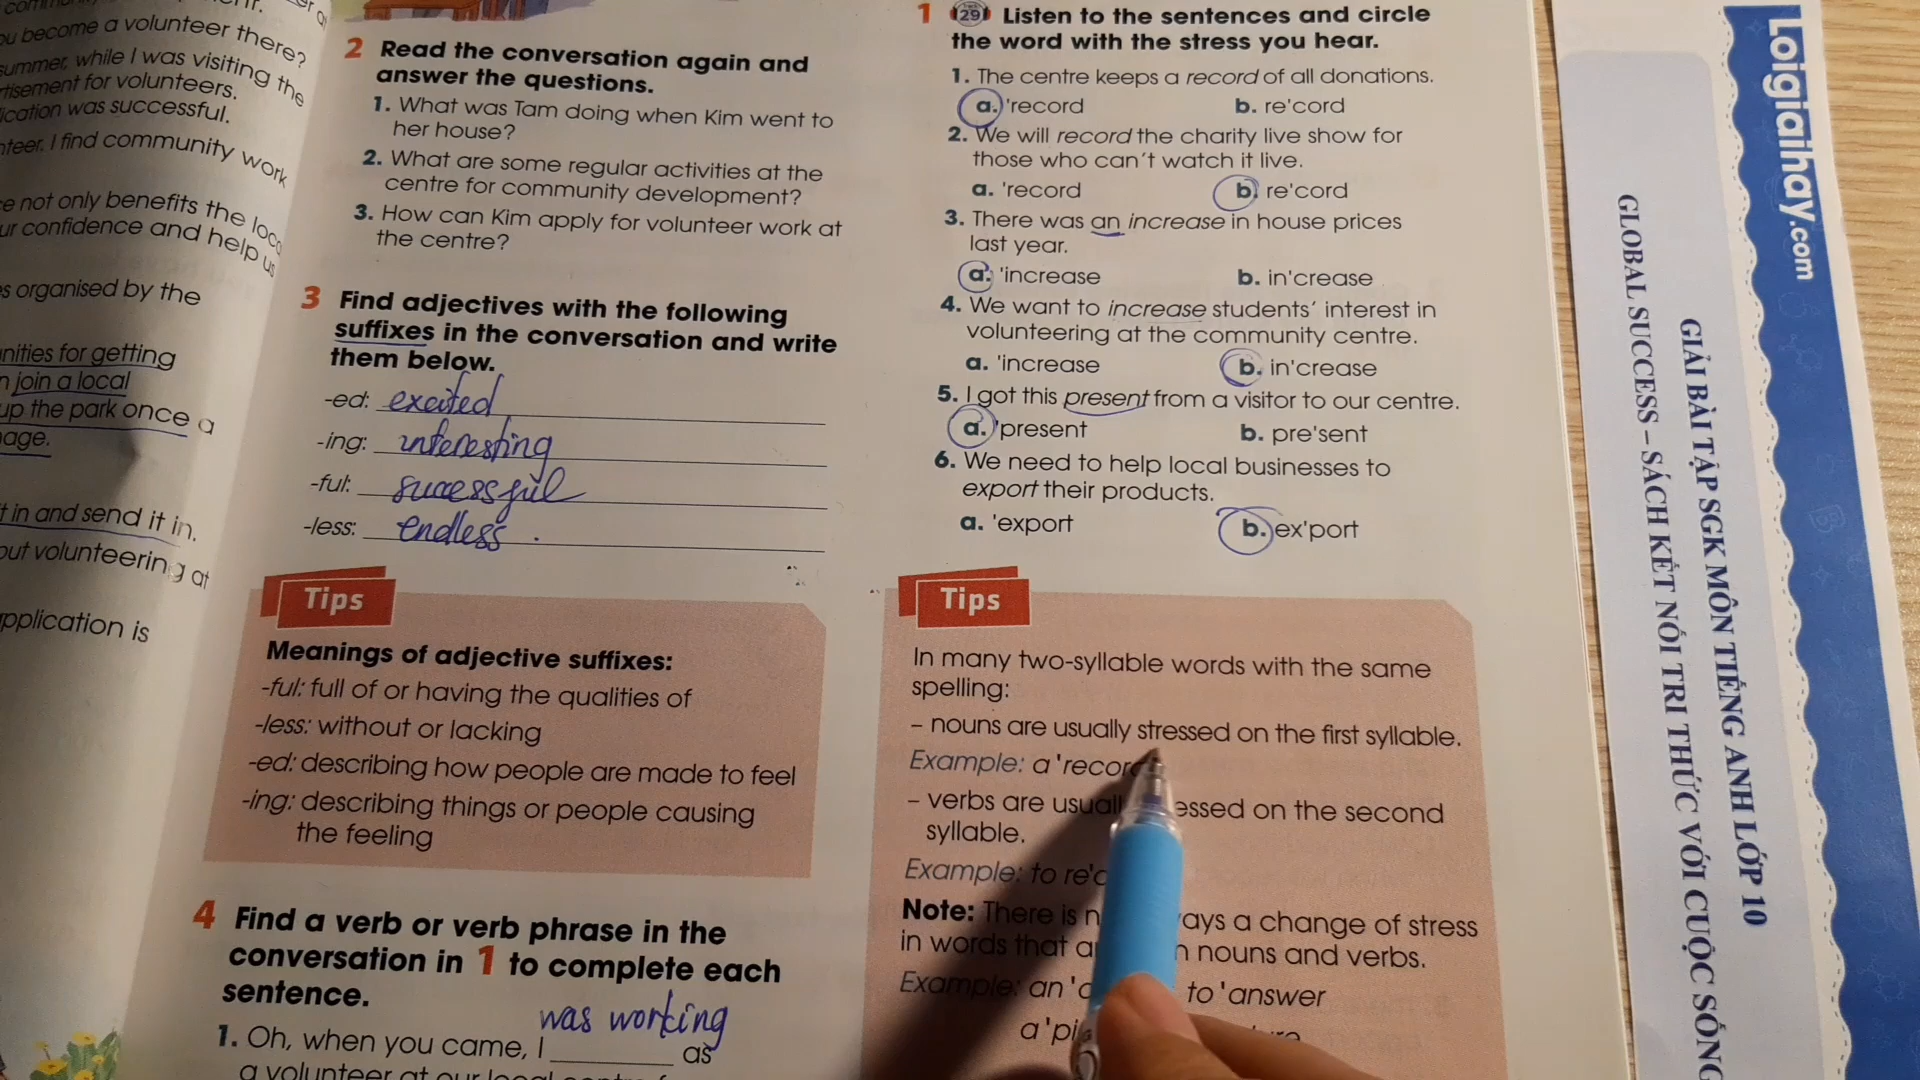 ou become a volunteer there?
summer, while I was visiting the
rtisement for volunteers.
ication was successful.
nteer. I find community work
e not only benefits the loca
ur confidence and help us
s organised by the
nities for getting
n join a local
up the park once a
age.
t in and send it in.
out volunteering at
pplication is
2 Read the conversation again and
answer the questions.
1. What was Tam doing when Kim went to
her house?
2. What are some regular activities at the
centre for community development?
3. How can Kim apply for volunteer work at
the centre?
3 Find adjectives with the following
suffixes in the conversation and write
them below.
-ed: excited
-ing: interesting
-ful: successful
-less: endless.
Tips
Meanings of adjective suffixes:
-ful: full of or having the qualities of
-less: without or lacking
-ed: describing how people are made to feel
-ing: describing things or people causing
the feeling
4 Find a verb or verb phrase in the
conversation in 1 to complete each
sentence.
was working
1. Oh, when you came, I ________ as
a volunteer at our local
1 29 Listen to the sentences and circle
the word with the stress you hear.
1. The centre keeps a record of all donations.
a. 'record b. re'cord
2. We will record the charity live show for
those who can't watch it live.
a. 'record b. re'cord
3. There was an increase in house prices
last year.
a. 'increase b. in'crease
4. We want to increase students' interest in
volunteering at the community centre.
a. 'increase b. in'crease
5. I got this present from a visitor to our centre.
a. 'present b. pre'sent
6. We need to help local businesses to
export their products.
a. 'export b. ex'port
Tips
In many two-syllable words with the same
spelling:
– nouns are usually stressed on the first syllable.
Example: a 'record
– verbs are usually stressed on the second
syllable.
Example: to re'c
Note: There is n ways a change of stress
in words that a n nouns and verbs.
Example: an 'a to 'answer
a 'pi
Loigiaihay.com
GIẢI BÀI TẬP SGK MÔN TIẾNG ANH LỚP 10
GLOBAL SUCCESS – SÁCH KẾT NỐI TRI THỨC VỚI CUỘC SỐNG